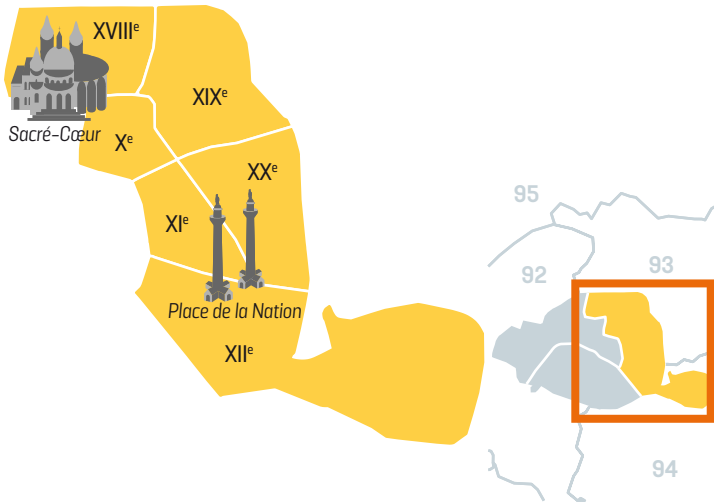 XVIIIᵉ
XIXᵉ
Sacré-Cœur
Xᵉ
XXᵉ
XIᵉ
Place de la Nation
XIIᵉ
95
92
93
94